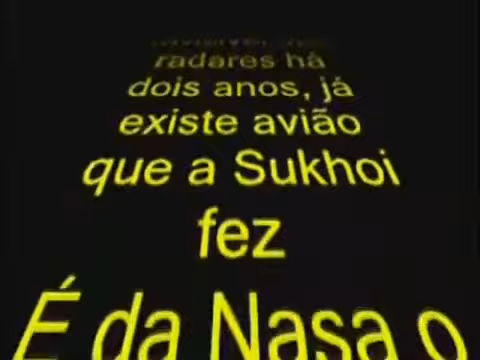 radares há
dois anos, já
existe avião
que a Sukhoi
fez
É da Nasa o